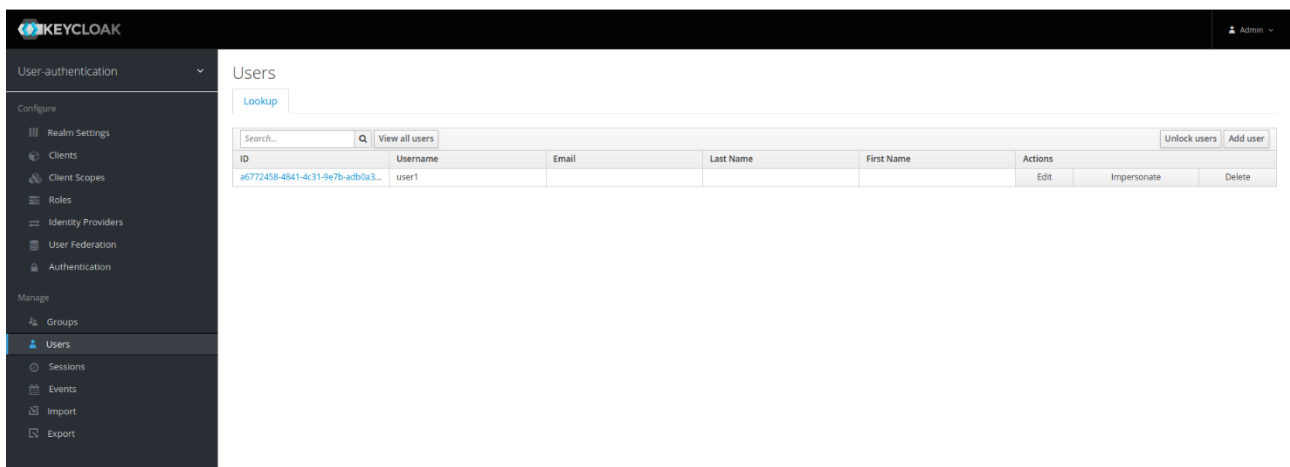 KEYCLOAK
Admin
User-authentication
Configure
Realm Settings
Clients
Client Scopes
Roles
Identity Providers
User Federation
Authentication
Manage
Groups
Users
Sessions
Events
Import
Export
Users
Lookup
Search... View all users Unlock users Add user
ID Username Email Last Name First Name Actions
a6772458-4841-4c31-9e7b-adb0a3... user1 Edit Impersonate Delete